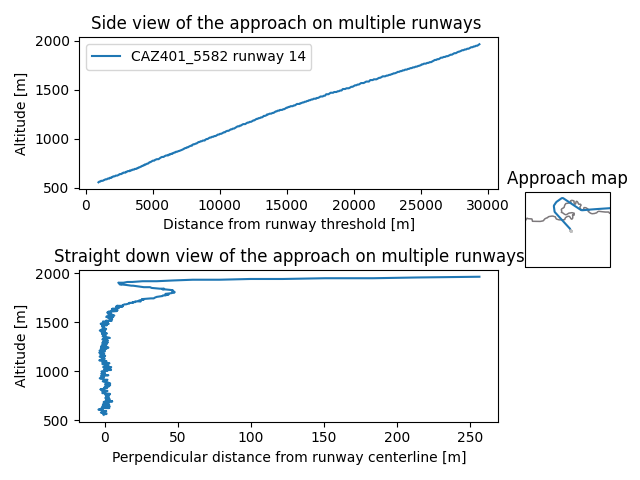 Side view of the approach on multiple runways
2000
1500
1000
500
Altitude [m]
CAZ401_5582 runway 14
0 5000 10000 15000 20000 25000 30000
Distance from runway threshold [m]
Approach map
Straight down view of the approach on multiple runways
2000
1500
1000
500
Altitude [m]
0 50 100 150 200 250
Perpendicular distance from runway centerline [m]